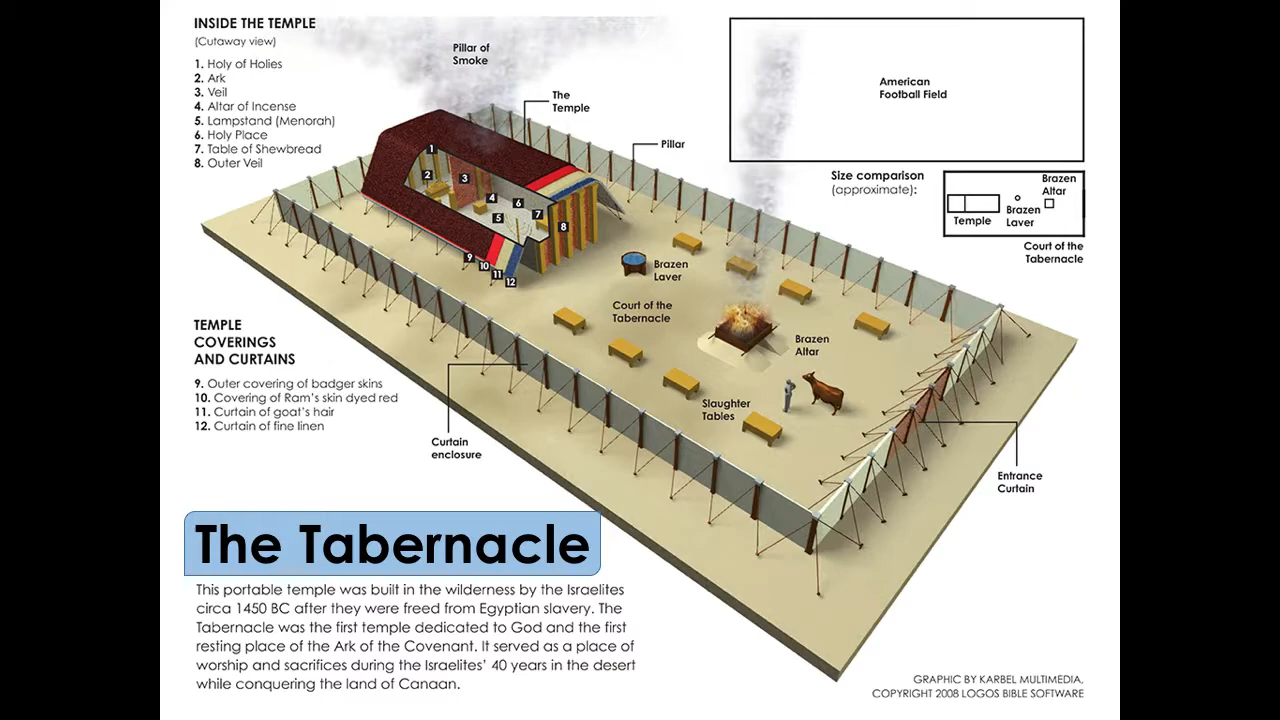 INSIDE THE TEMPLE
(Cutaway view)
1. Holy of Holies
2. Ark
3. Veil
4. Altar of Incense
5. Lampstand (Menorah)
6. Holy Place
7. Table of Shewbread
8. Outer Veil
Pillar of
Smoke
The
Temple
Pillar
American
Football Field
Size comparison
(approximate):
Brazen
Altar
Temple
Brazen
Laver
Court of the
Tabernacle
1
2
3
4
5
6
7
8
9
10
11
12
Brazen
Laver
Court of the
Tabernacle
Brazen
Altar
Slaughter
Tables
TEMPLE
COVERINGS
AND CURTAINS
9. Outer covering of badger skins
10. Covering of Ram's skin dyed red
11. Curtain of goat's hair
12. Curtain of fine linen
Curtain
enclosure
Entrance
Curtain
The Tabernacle
This portable temple was built in the wilderness by the Israelites
circa 1450 BC after they were freed from Egyptian slavery. The
Tabernacle was the first temple dedicated to God and the first
resting place of the Ark of the Covenant. It served as a place of
worship and sacrifices during the Israelites' 40 years in the desert
while conquering the land of Canaan.
GRAPHIC BY KARBEL MULTIMEDIA,
COPYRIGHT 2008 LOGOS BIBLE SOFTWARE